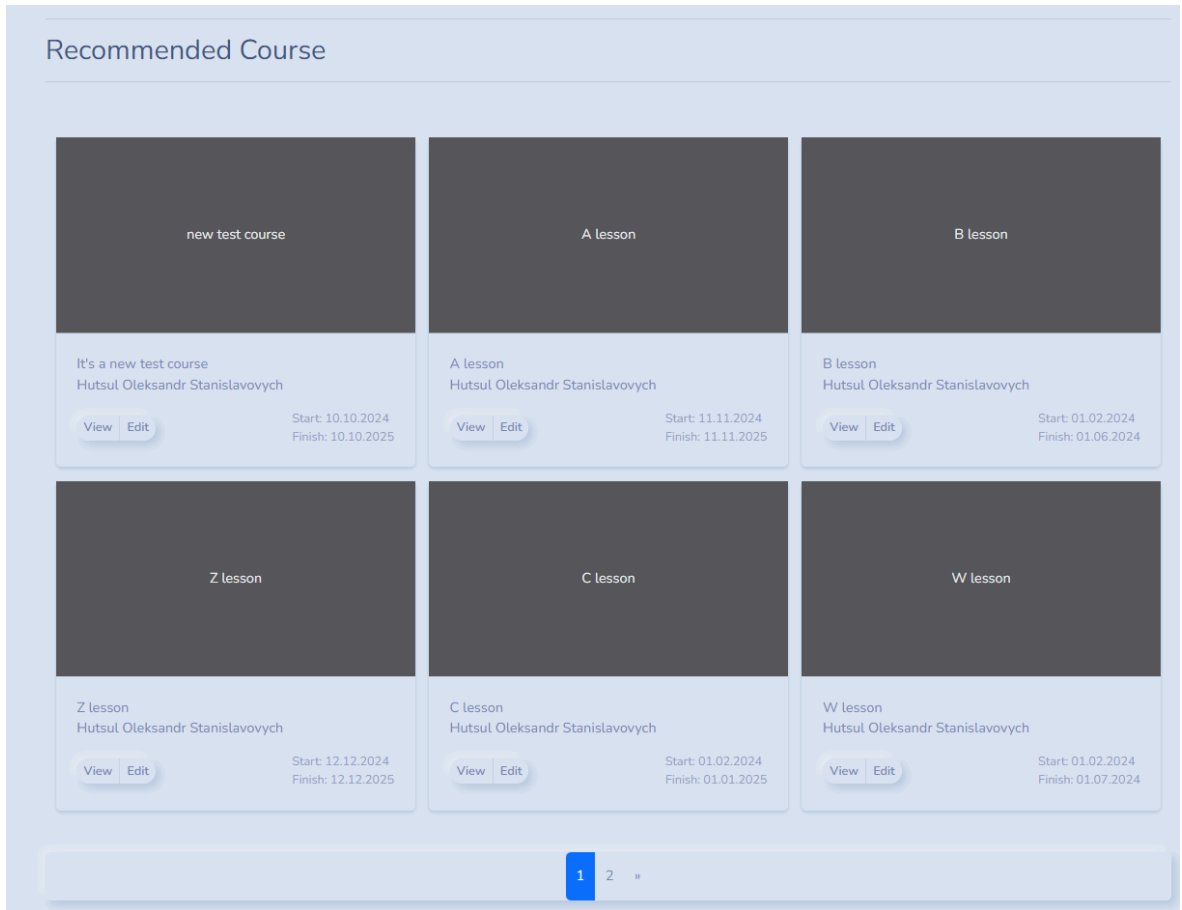 Recommended Course
new test course
A lesson
B lesson
It's a new test course
Hutsul Oleksandr Stanislavovych
View Edit
Start: 10.10.2024
Finish: 10.10.2025
A lesson
Hutsul Oleksandr Stanislavovych
View Edit
Start: 11.11.2024
Finish: 11.11.2025
B lesson
Hutsul Oleksandr Stanislavovych
View Edit
Start: 01.02.2024
Finish: 01.06.2024
Z lesson
C lesson
W lesson
Z lesson
Hutsul Oleksandr Stanislavovych
View Edit
Start: 12.12.2024
Finish: 12.12.2025
C lesson
Hutsul Oleksandr Stanislavovych
View Edit
Start: 01.02.2024
Finish: 01.01.2025
W lesson
Hutsul Oleksandr Stanislavovych
View Edit
Start: 01.02.2024
Finish: 01.07.2024
1 2 »